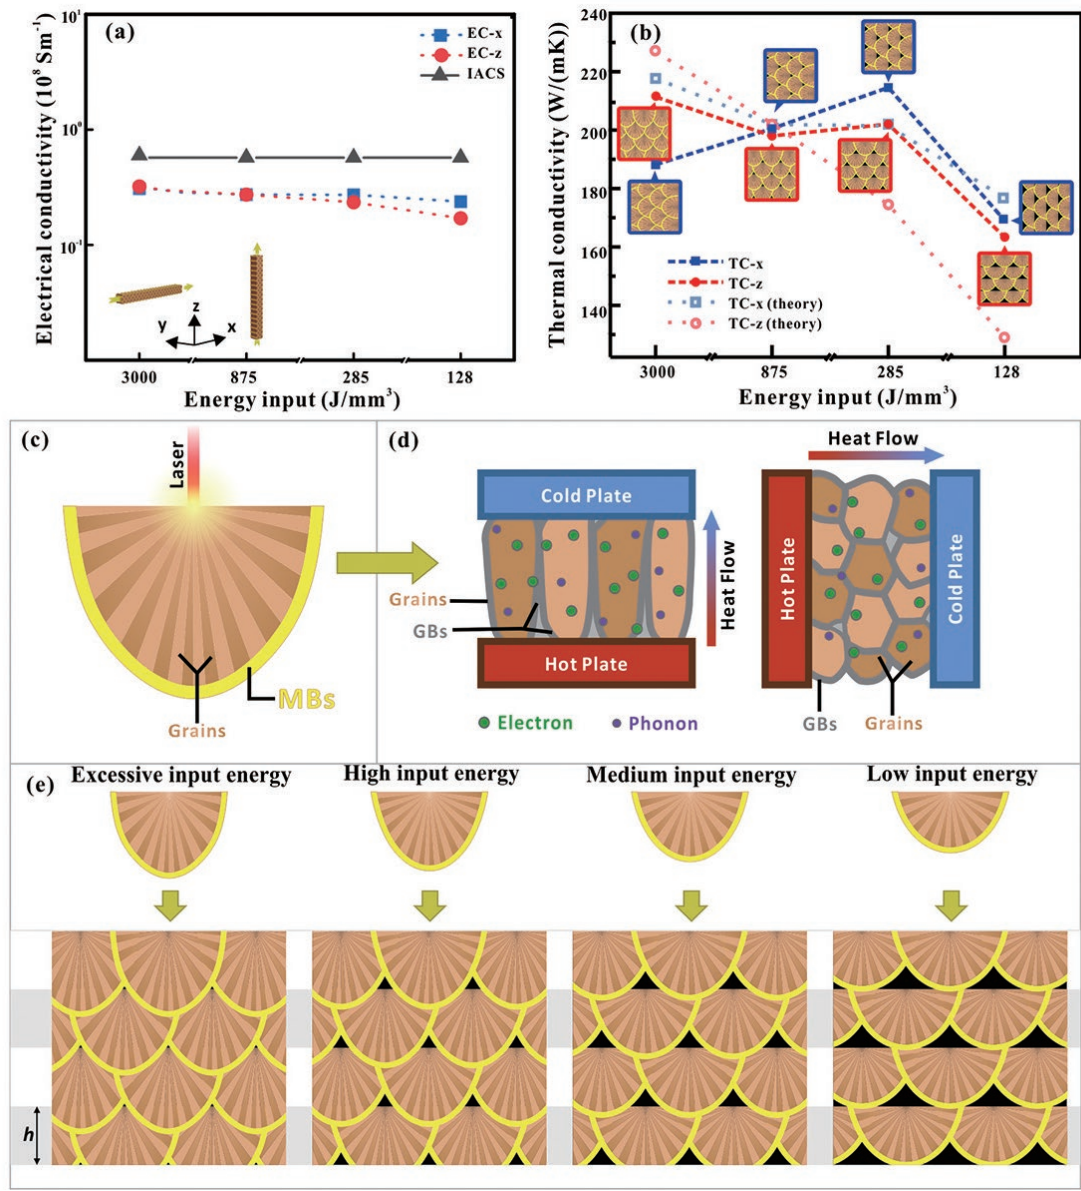 (a)
Electrical conductivity (10⁸ Sm⁻¹)
10¹
10⁰
10⁻¹
EC-x
EC-z
IACS
z
y
x
3000 875 285 128
Energy input (J/mm³)
(b)
Thermal conductivity (W/(mK))
240
220
200
180
160
140
TC-x
TC-z
TC-x (theory)
TC-z (theory)
3000 875 285 128
Energy input (J/mm³)
(c)
Laser
MBs
Grains
(d)
Cold Plate
Grains
GBs
Hot Plate
Heat Flow
Electron
Phonon
Heat Flow
Hot Plate
Cold Plate
GBs
Grains
(e)
Excessive input energy
High input energy
Medium input energy
Low input energy
h